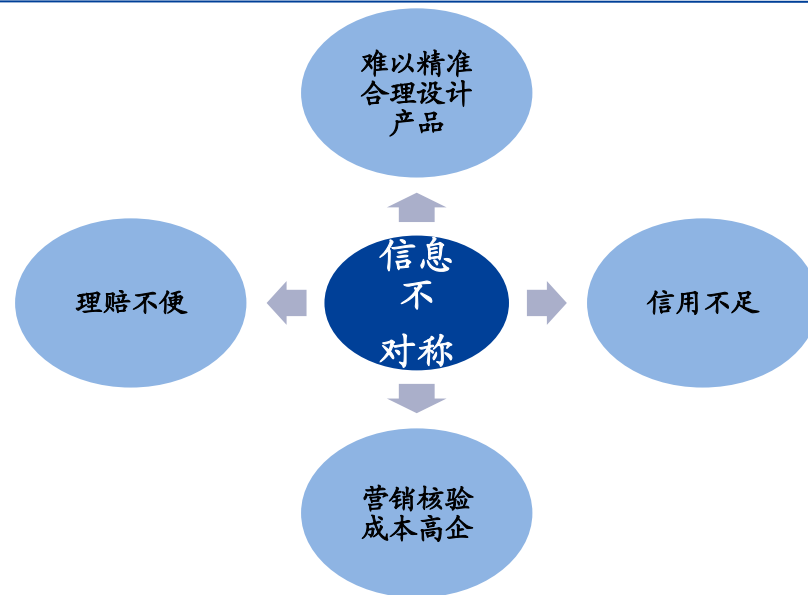 难以精准
合理设计
产品
信息
不
对称
理赔不便
信用不足
营销核验
成本高企